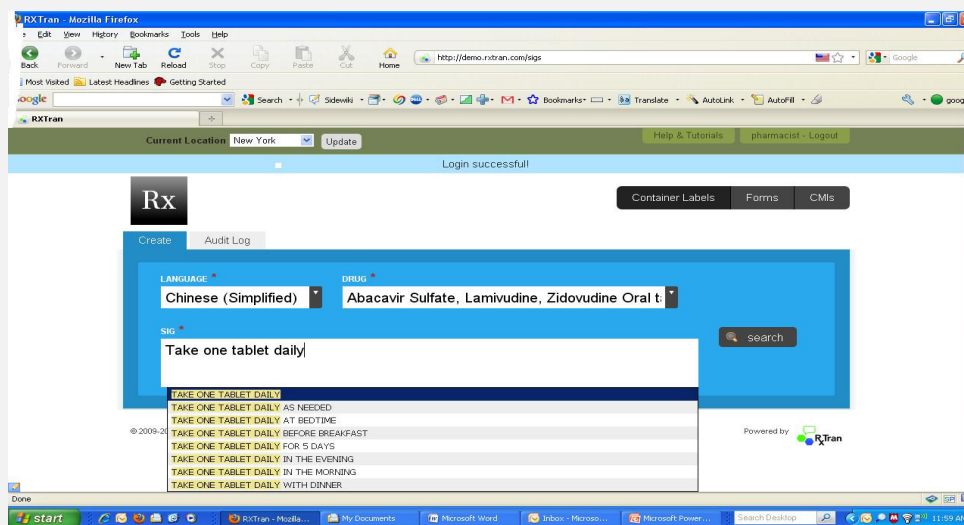 RXTran - Mozilla Firefox
Edit View History Bookmarks Tools Help
Back Forward New Tab Reload Stop Copy Paste Cut Home http://demo.rxtran.com/sigs Google
Most Visited Latest Headlines Getting Started
Search Sidewiki Bookmarks Translate AutoLink AutoFill
RXTran
Current Location New York Update Help & Tutorials pharmacist - Logout
Login successful!
Rx Container Labels Forms CMIs
Create Audit Log
LANGUAGE * DRUG *
Chinese (Simplified) Abacavir Sulfate, Lamivudine, Zidovudine Oral
SIG *
search
Take one tablet daily
TAKE ONE TABLET DAILY
TAKE ONE TABLET DAILY AS NEEDED
TAKE ONE TABLET DAILY AT BEDTIME
TAKE ONE TABLET DAILY BEFORE BREAKFAST
TAKE ONE TABLET DAILY FOR 5 DAYS
TAKE ONE TABLET DAILY IN THE EVENING
TAKE ONE TABLET DAILY IN THE MORNING
TAKE ONE TABLET DAILY WITH DINNER
Powered by RxTran
Done
start RXTran - Mozilla... My Documents Microsoft Word Inbox - Microso... Microsoft Power... Search Desktop 11:59 AM